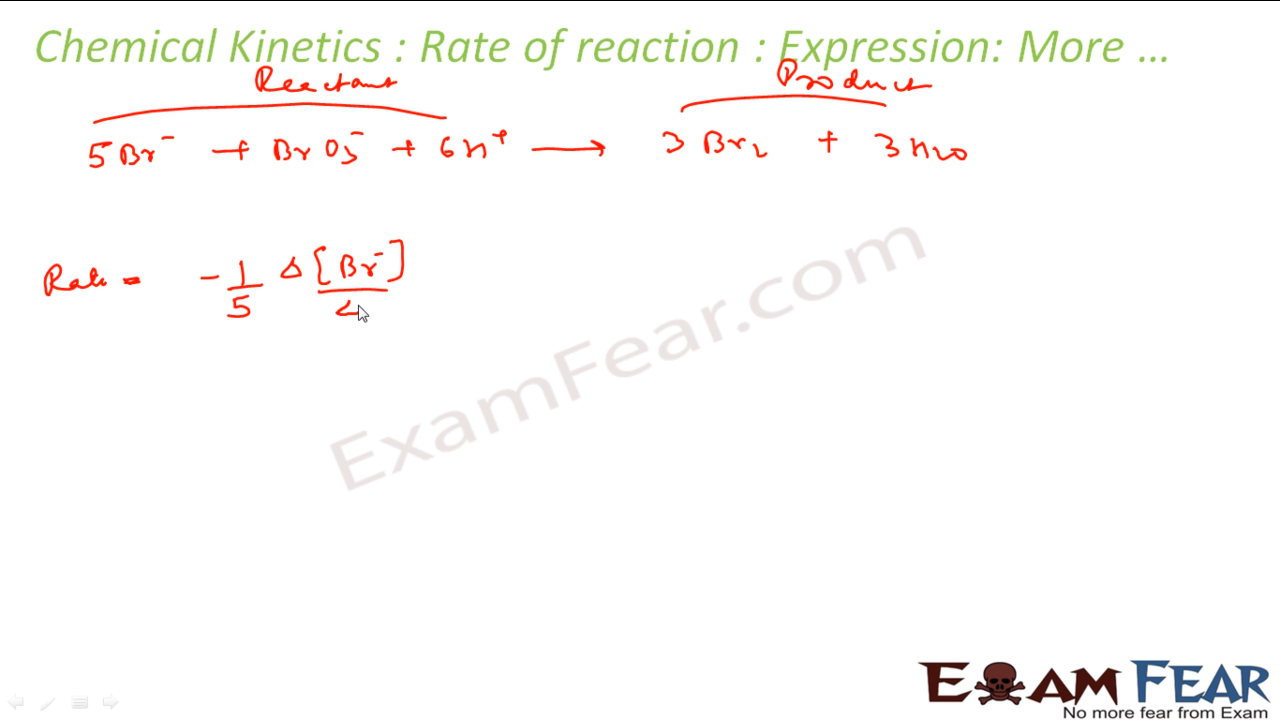 Chemical Kinetics : Rate of reaction : Expression: More ...
Reactant Product
5Br⁻ + BrO3⁻ + 6H⁺ ⟶ 3Br2 + 3H2O
Rate = -1/5 Δ[Br⁻]/Δ
ExamFear.com
EXAM FEAR
No more fear from Exam